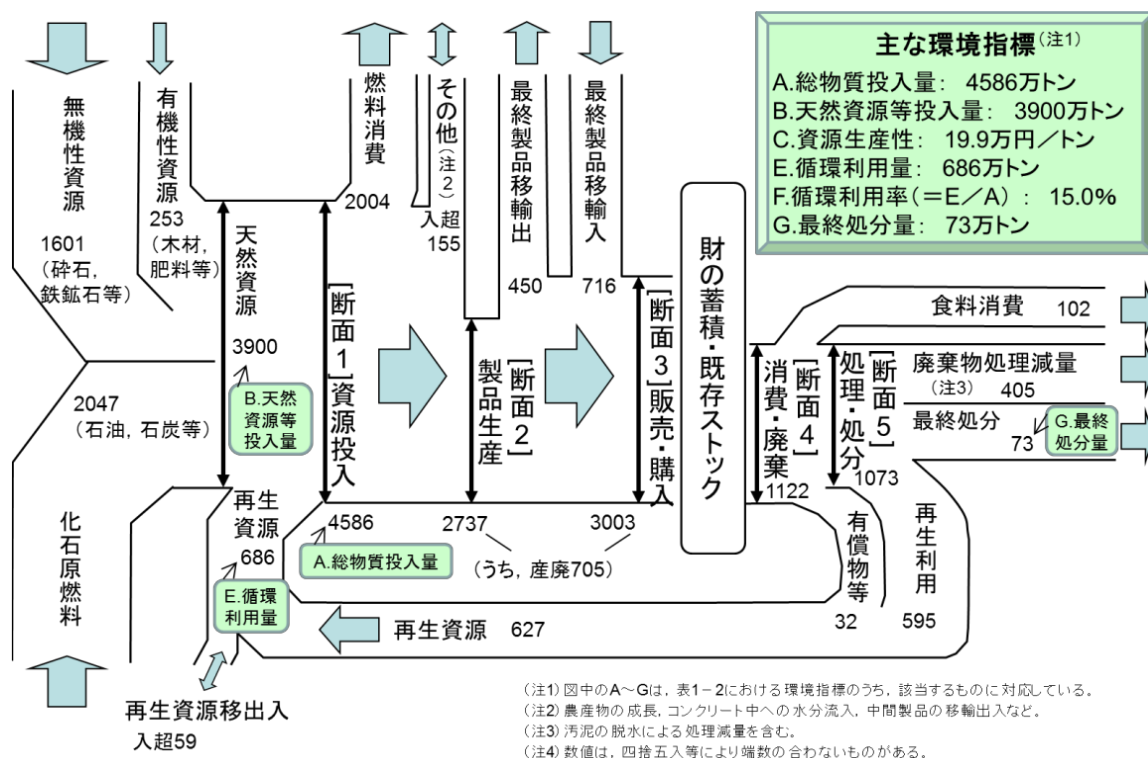 主な環境指標(注1)
A.総物質投入量： 4586万トン
B.天然資源等投入量： 3900万トン
C.資源生産性： 19.9万円／トン
E.循環利用量： 686万トン
F.循環利用率(＝E／A)： 15.0%
G.最終処分量： 73万トン
無機性資源
1601
(砕石,
鉄鉱石等)
有機性資源
253
(木材,
肥料等)
天然資源
3900
B.天然
資源等
投入量
2047
(石油, 石炭等)
化石原燃料
再生
資源
686
E.循環
利用量
再生資源移出入
入超59
燃料消費
2004
[断面1]資源投入
4586
A.総物質投入量
その他(注2)
入超
155
[断面2]
製品生産
2737
最終製品移輸出
450
最終製品移輸入
716
[断面3]販売・購入
3003
(うち, 産廃705)
財の蓄積・既存ストック
[断面4]
消費・廃棄
1122
[断面5]
処理・処分
1073
食料消費 102
廃棄物処理減量
(注3) 405
最終処分
73
G.最終
処分量
有償物等
32
再生利用
595
再生資源 627
(注1) 図中のA～Gは，表1－2における環境指標のうち，該当するものに対応している。
(注2) 農産物の成長，コンクリート中への水分流入，中間製品の移輸出入など。
(注3) 汚泥の脱水による処理減量を含む。
(注4) 数値は，四捨五入等により端数の合わないものがある。